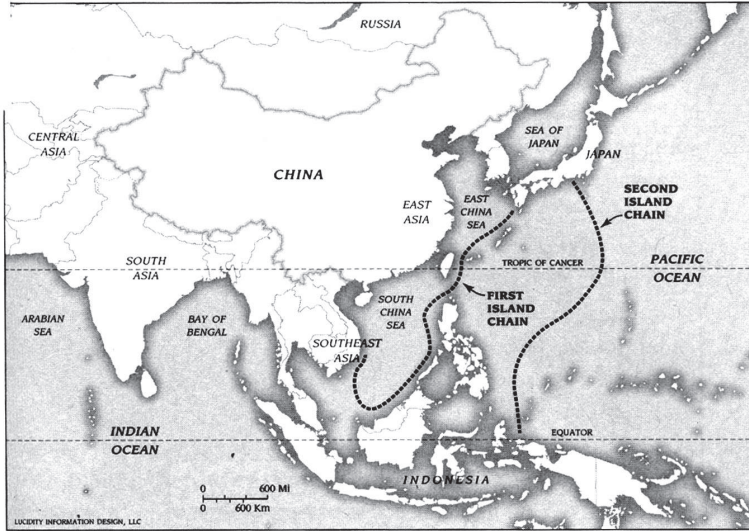 RUSSIA
CENTRAL
ASIA
CHINA
SEA OF
JAPAN
JAPAN
EAST
ASIA
EAST
CHINA
SEA
SECOND
ISLAND
CHAIN
SOUTH
ASIA
TROPIC OF CANCER
PACIFIC
OCEAN
ARABIAN
SEA
BAY OF
BENGAL
SOUTH
CHINA
SEA
FIRST
ISLAND
CHAIN
SOUTHEAST
ASIA
INDIAN
OCEAN
EQUATOR
INDONESIA
0 600 Mi
0 600 Km
LUCIDITY INFORMATION DESIGN, LLC